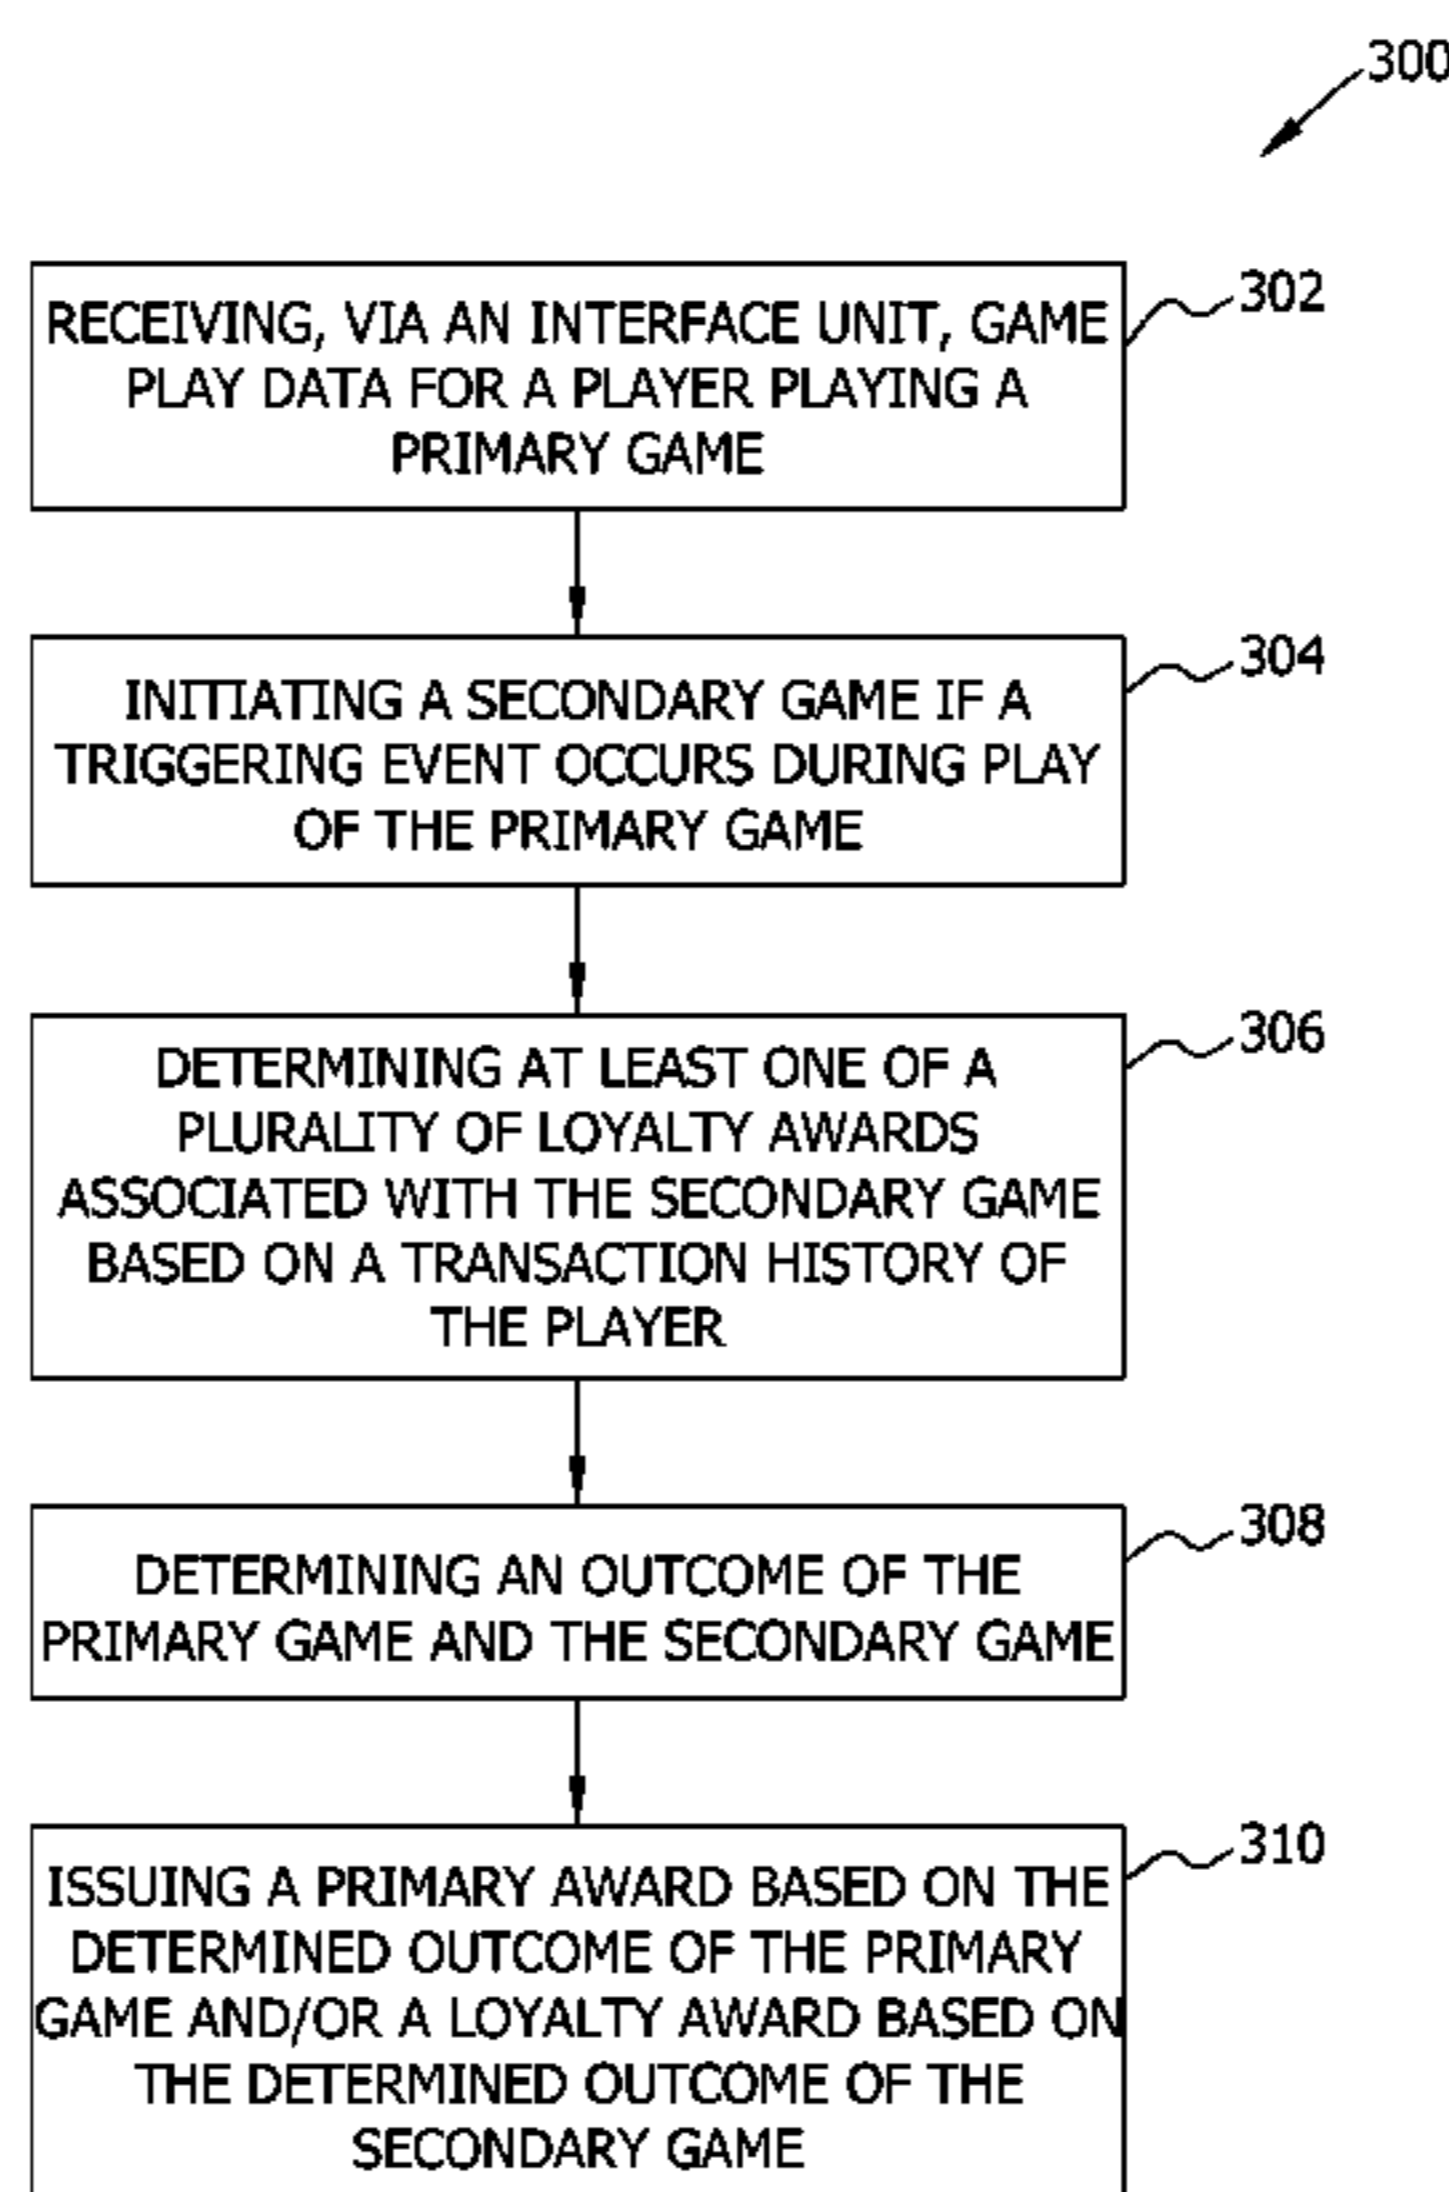 300
302
RECEIVING, VIA AN INTERFACE UNIT, GAME
PLAY DATA FOR A PLAYER PLAYING A
PRIMARY GAME
304
INITIATING A SECONDARY GAME IF A
TRIGGERING EVENT OCCURS DURING PLAY
OF THE PRIMARY GAME
306
DETERMINING AT LEAST ONE OF A
PLURALITY OF LOYALTY AWARDS
ASSOCIATED WITH THE SECONDARY GAME
BASED ON A TRANSACTION HISTORY OF
THE PLAYER
308
DETERMINING AN OUTCOME OF THE
PRIMARY GAME AND THE SECONDARY GAME
310
ISSUING A PRIMARY AWARD BASED ON THE
DETERMINED OUTCOME OF THE PRIMARY
GAME AND/OR A LOYALTY AWARD BASED ON
THE DETERMINED OUTCOME OF THE
SECONDARY GAME